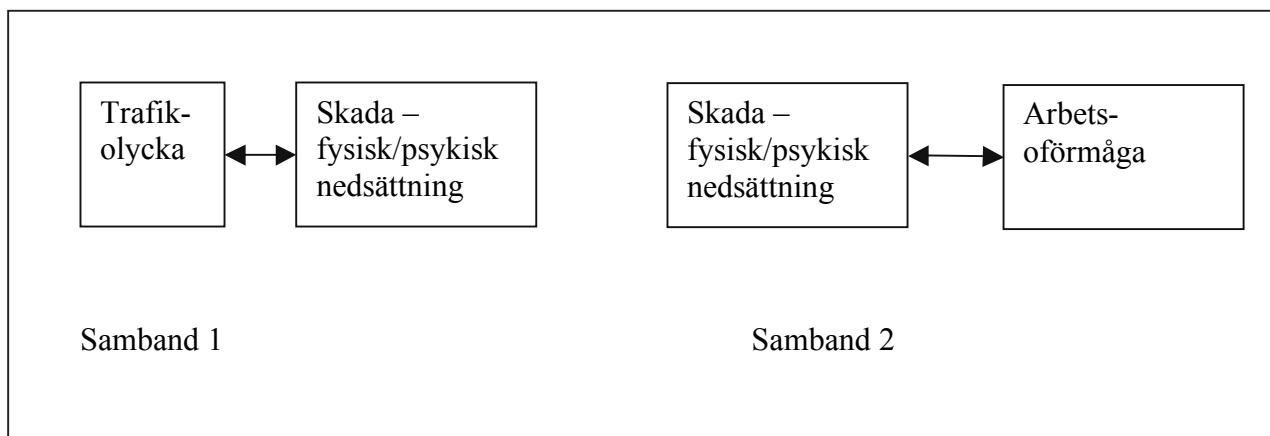 Trafik-
olycka
Skada –
fysisk/psykisk
nedsättning
Skada –
fysisk/psykisk
nedsättning
Arbets-
oförmåga
Samband 1
Samband 2